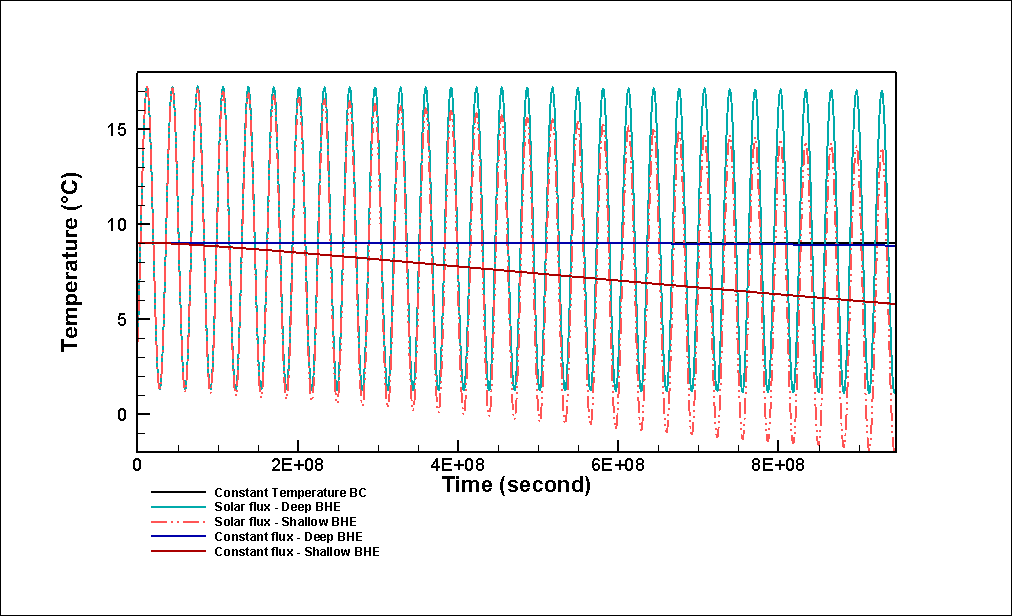 15
10
5
0
Temperature (°C)
0
2E+08
4E+08
6E+08
8E+08
Time (second)
Constant Temperature BC
Solar flux - Deep BHE
Solar flux - Shallow BHE
Constant flux - Deep BHE
Constant flux - Shallow BHE